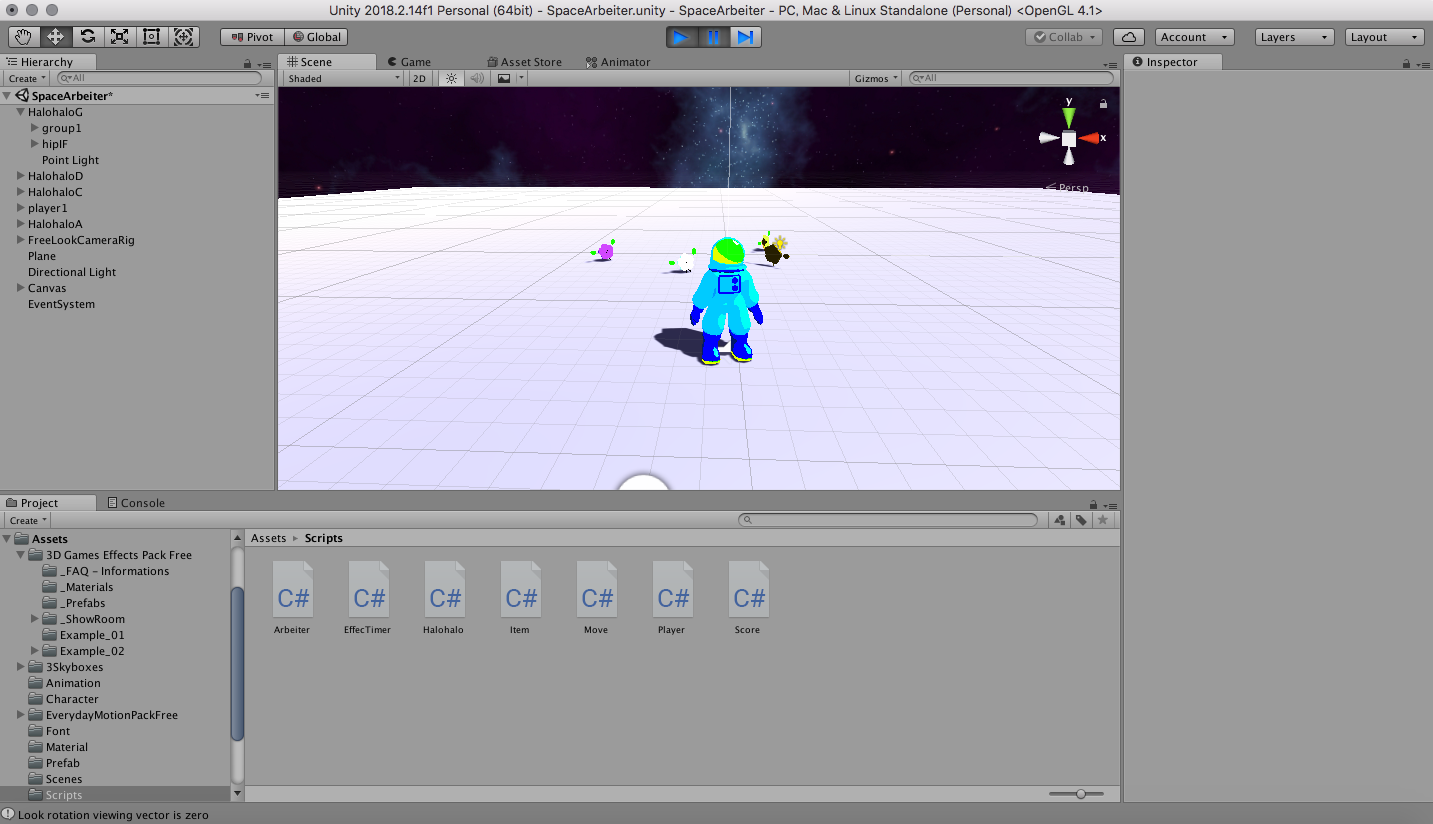 Unity 2018.2.14f1 Personal (64bit) - SpaceArbeiter.unity - SpaceArbeiter - PC, Mac & Linux Standalone (Personal) <OpenGL 4.1>
Pivot Global Collab Account Layers Layout
Hierarchy
Create All
SpaceArbeiter*
HalohaloG
group1
hipIF
Point Light
HalohaloD
HalohaloC
player1
HalohaloA
FreeLookCameraRig
Plane
Directional Light
Canvas
EventSystem
Scene Game Asset Store Animator
Shaded 2D Gizmos All
y
x
Persp
Inspector
Project Console
Create
Assets
3D Games Effects Pack Free
_FAQ - Informations
_Materials
_Prefabs
_ShowRoom
Example_01
Example_02
3Skyboxes
Animation
Character
EverydayMotionPackFree
Font
Material
Prefab
Scenes
Scripts
Assets Scripts
C# C# C# C# C# C# C#
Arbeiter EffecTimer Halohalo Item Move Player Score
Look rotation viewing vector is zero